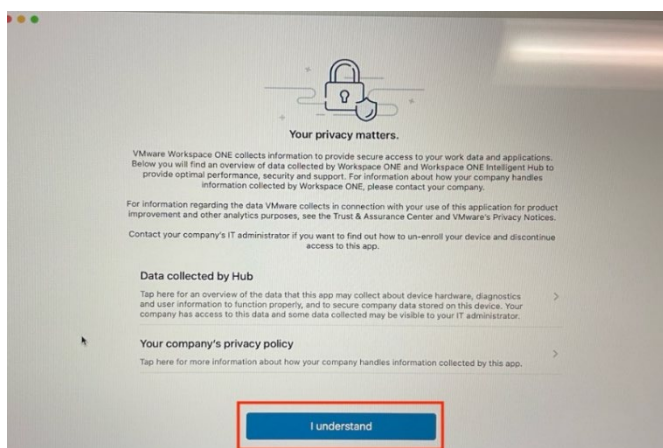 Your privacy matters.
VMware Workspace ONE collects information to provide secure access to your work data and applications.
Below you will find an overview of data collected by Workspace ONE and Workspace ONE Intelligent Hub to
provide optimal performance, security and support. For information about how your company handles
information collected by Workspace ONE, please contact your company.
For information regarding the data VMware collects in connection with your use of this application for product
improvement and other analytics purposes, see the Trust & Assurance Center and VMware's Privacy Notices.
Contact your company's IT administrator if you want to find out how to un-enroll your device and discontinue
access to this app.
Data collected by Hub
Tap here for an overview of the data that this app may collect about device hardware, diagnostics
and user information to function properly, and to secure company data stored on this device. Your
company has access to this data and some data collected may be visible to your IT administrator.
Your company's privacy policy
Tap here for more information about how your company handles information collected by this app.
I understand